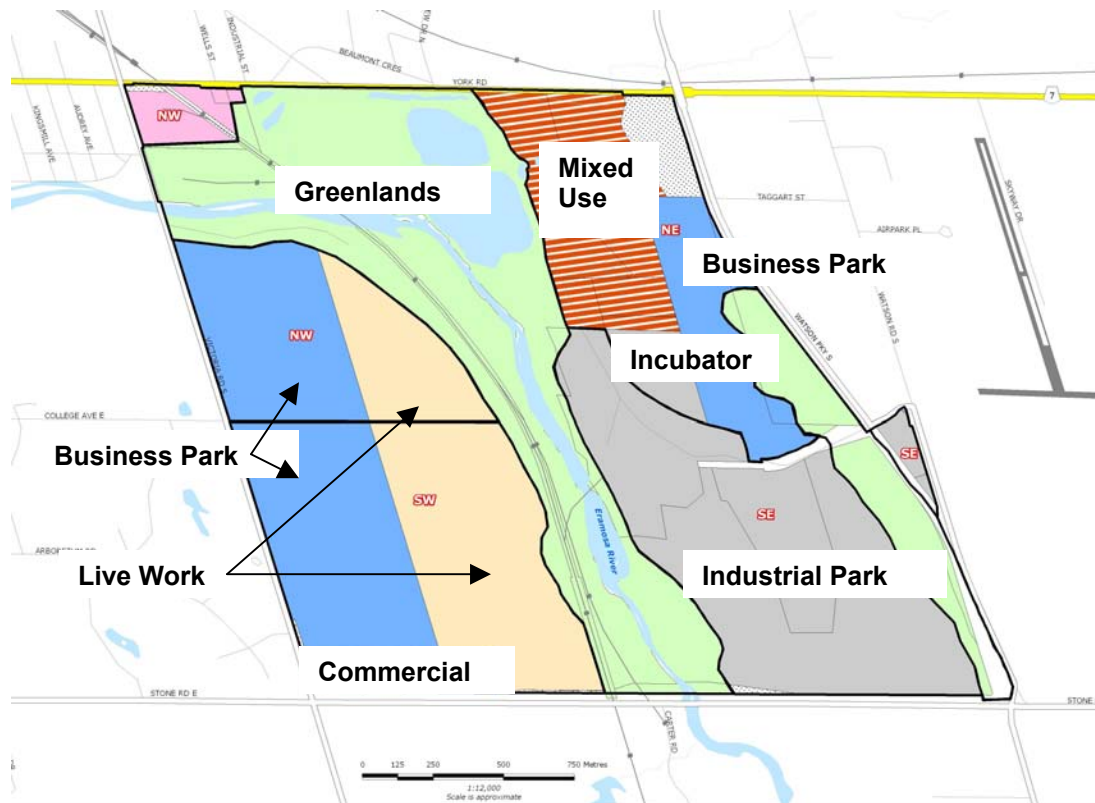 WELLS ST
INDUSTRIAL ST
BEAUMONT CRES
YORK RD
7
KINGSMILL AVE
AUDREY AVE
NW
Greenlands
Mixed
Use
TAGGART ST
SKYWAY DR
AIRPARK PL
NE
Business Park
WATSON RD S
WATSON PKY S
NW
VICTORIA RD S
Incubator
COLLEGE AVE E
Business Park
SE
SW
Eramosa River
SE
Live Work
Industrial Park
Commercial
STONE RD E
STONE
CARTER RD
0 125 250 500 750 Metres
1:12,000
Scale is approximate